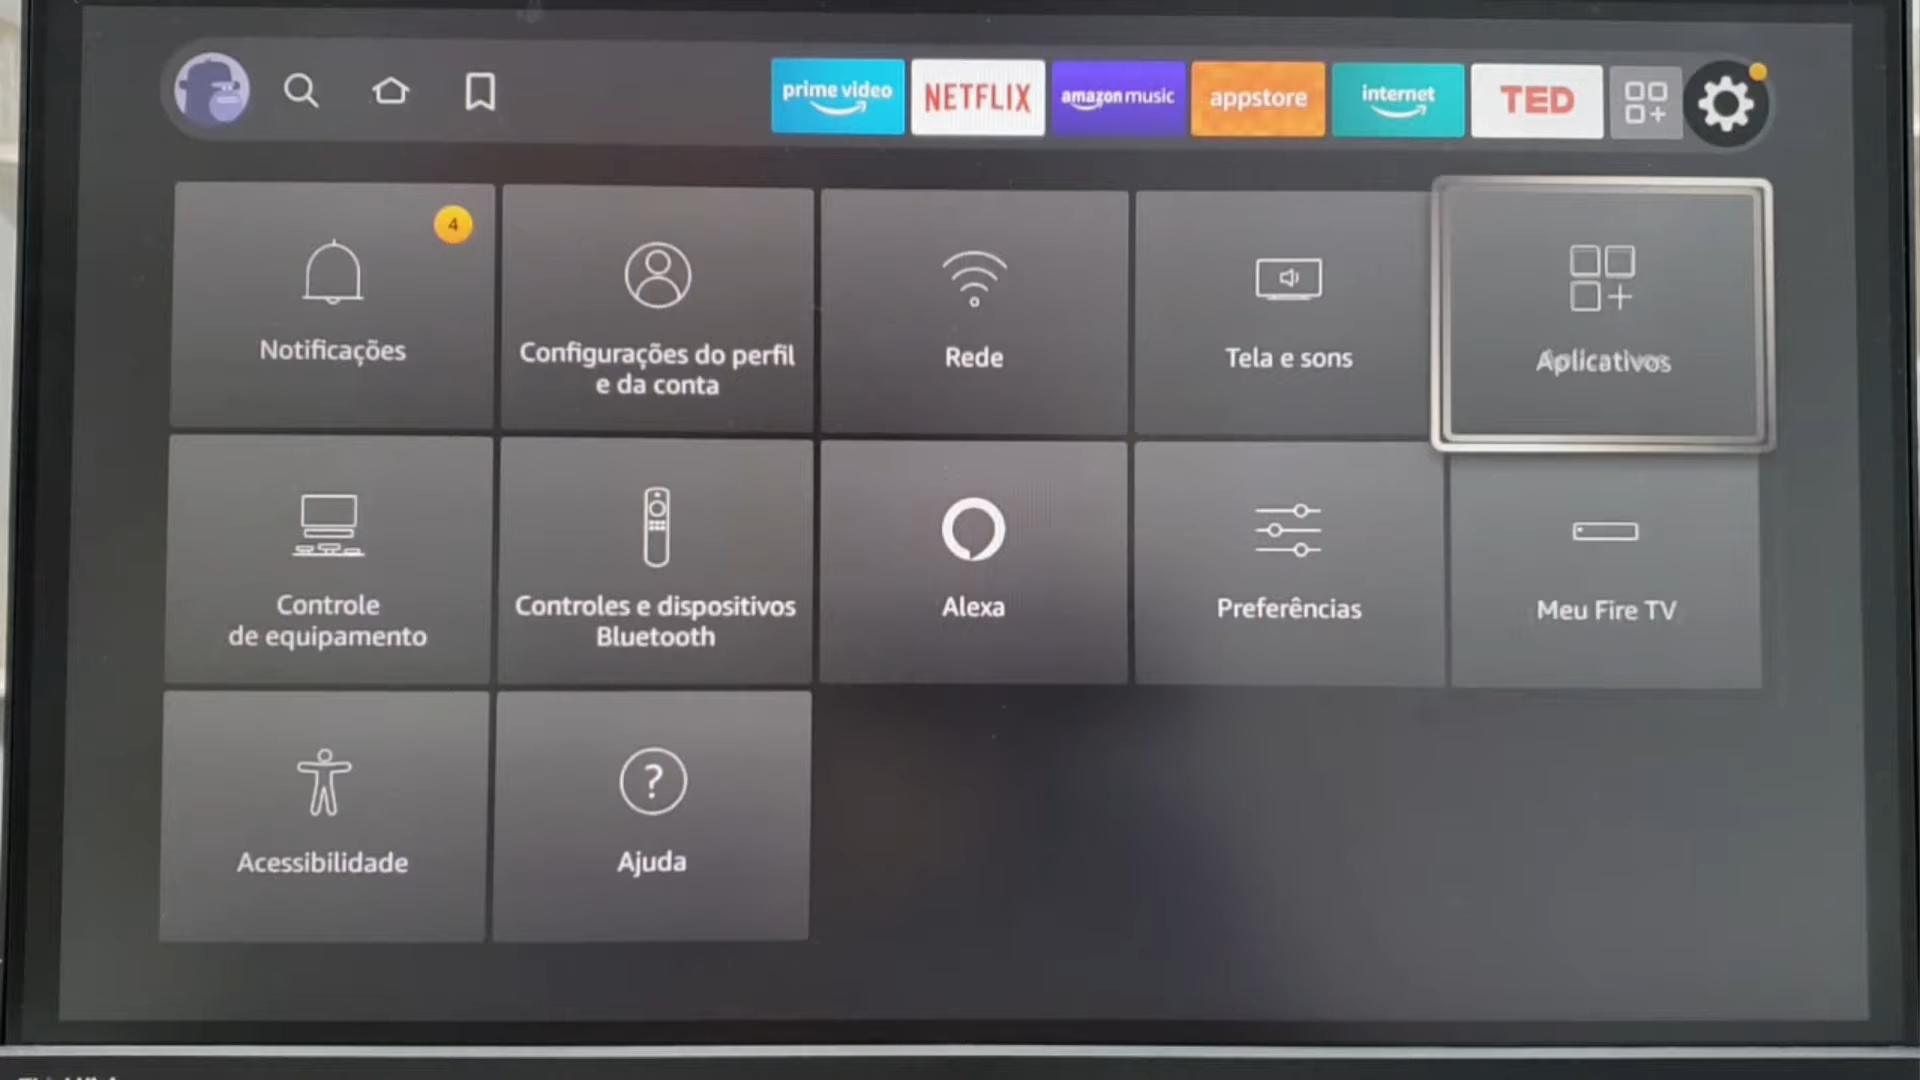 prime video
NETFLIX
amazon music
appstore
internet
TED
4
Notificações
Configurações do perfil
e da conta
Rede
Tela e sons
Aplicativos
Controle
de equipamento
Controles e dispositivos
Bluetooth
Alexa
Preferências
Meu Fire TV
Acessibilidade
?
Ajuda